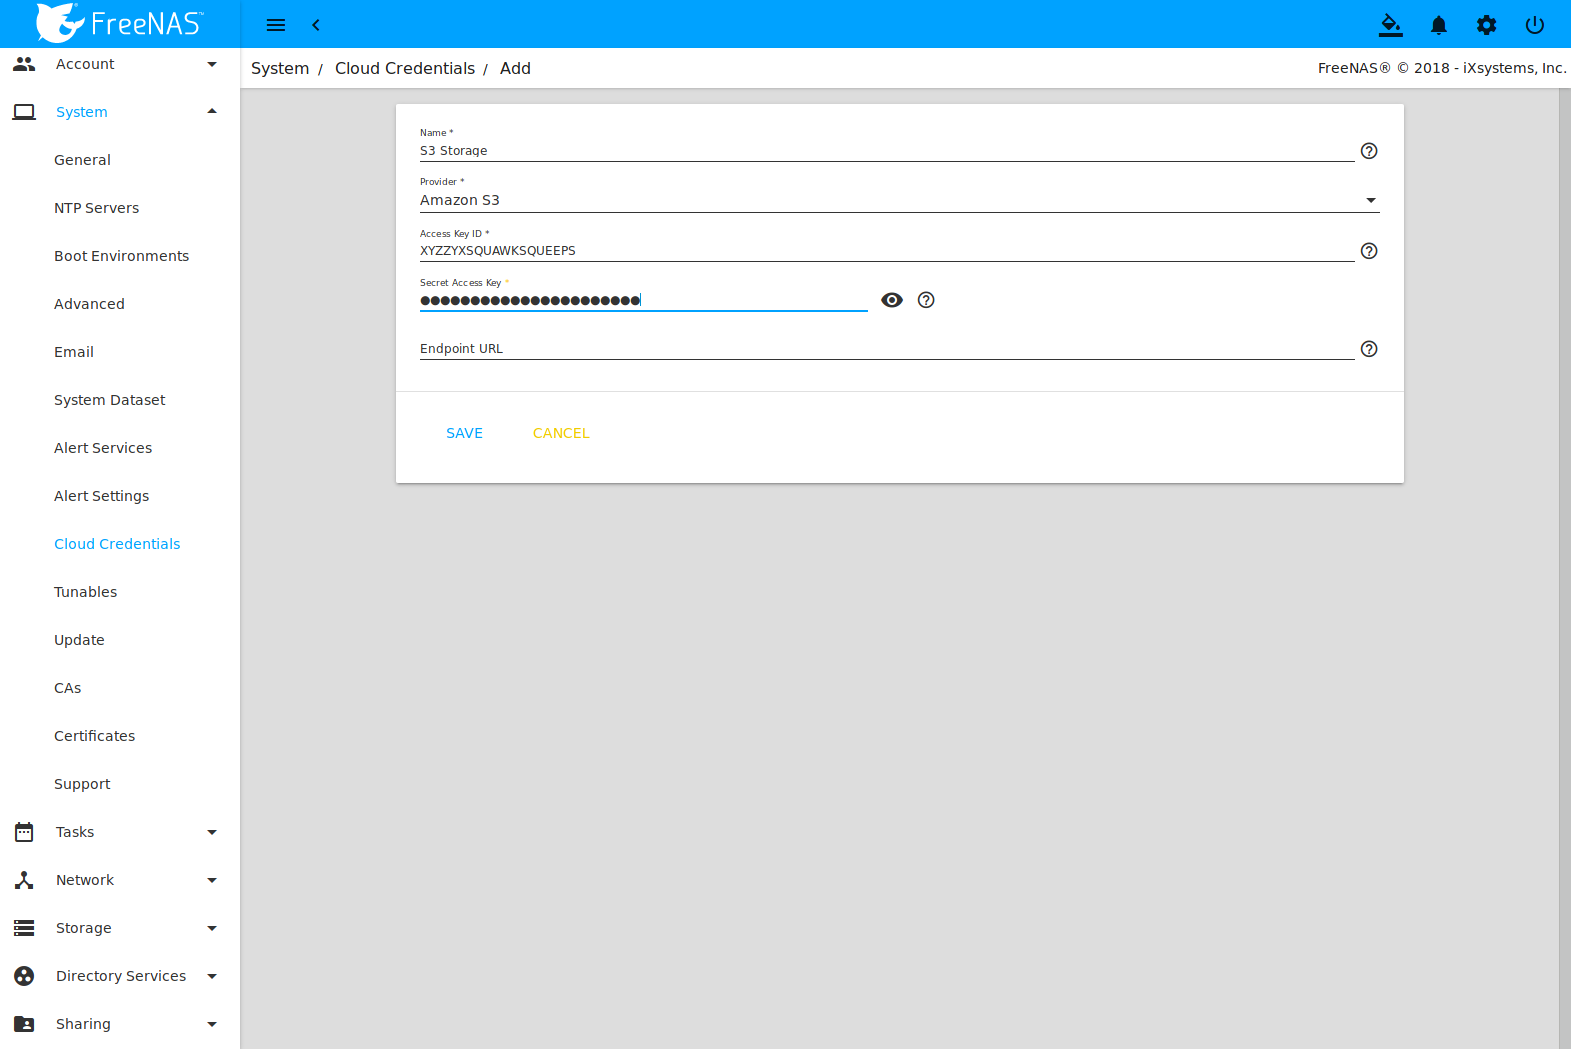 FreeNAS™
System / Cloud Credentials / Add
FreeNAS® © 2018 - iXsystems, Inc.
Account
System
General
NTP Servers
Boot Environments
Advanced
Email
System Dataset
Alert Services
Alert Settings
Cloud Credentials
Tunables
Update
CAs
Certificates
Support
Tasks
Network
Storage
Directory Services
Sharing
Name *
S3 Storage
Provider *
Amazon S3
Access Key ID *
XYZZYXSQUAWKSQUEEPS
Secret Access Key *
●●●●●●●●●●●●●●●●●●●●●●
Endpoint URL
SAVE CANCEL